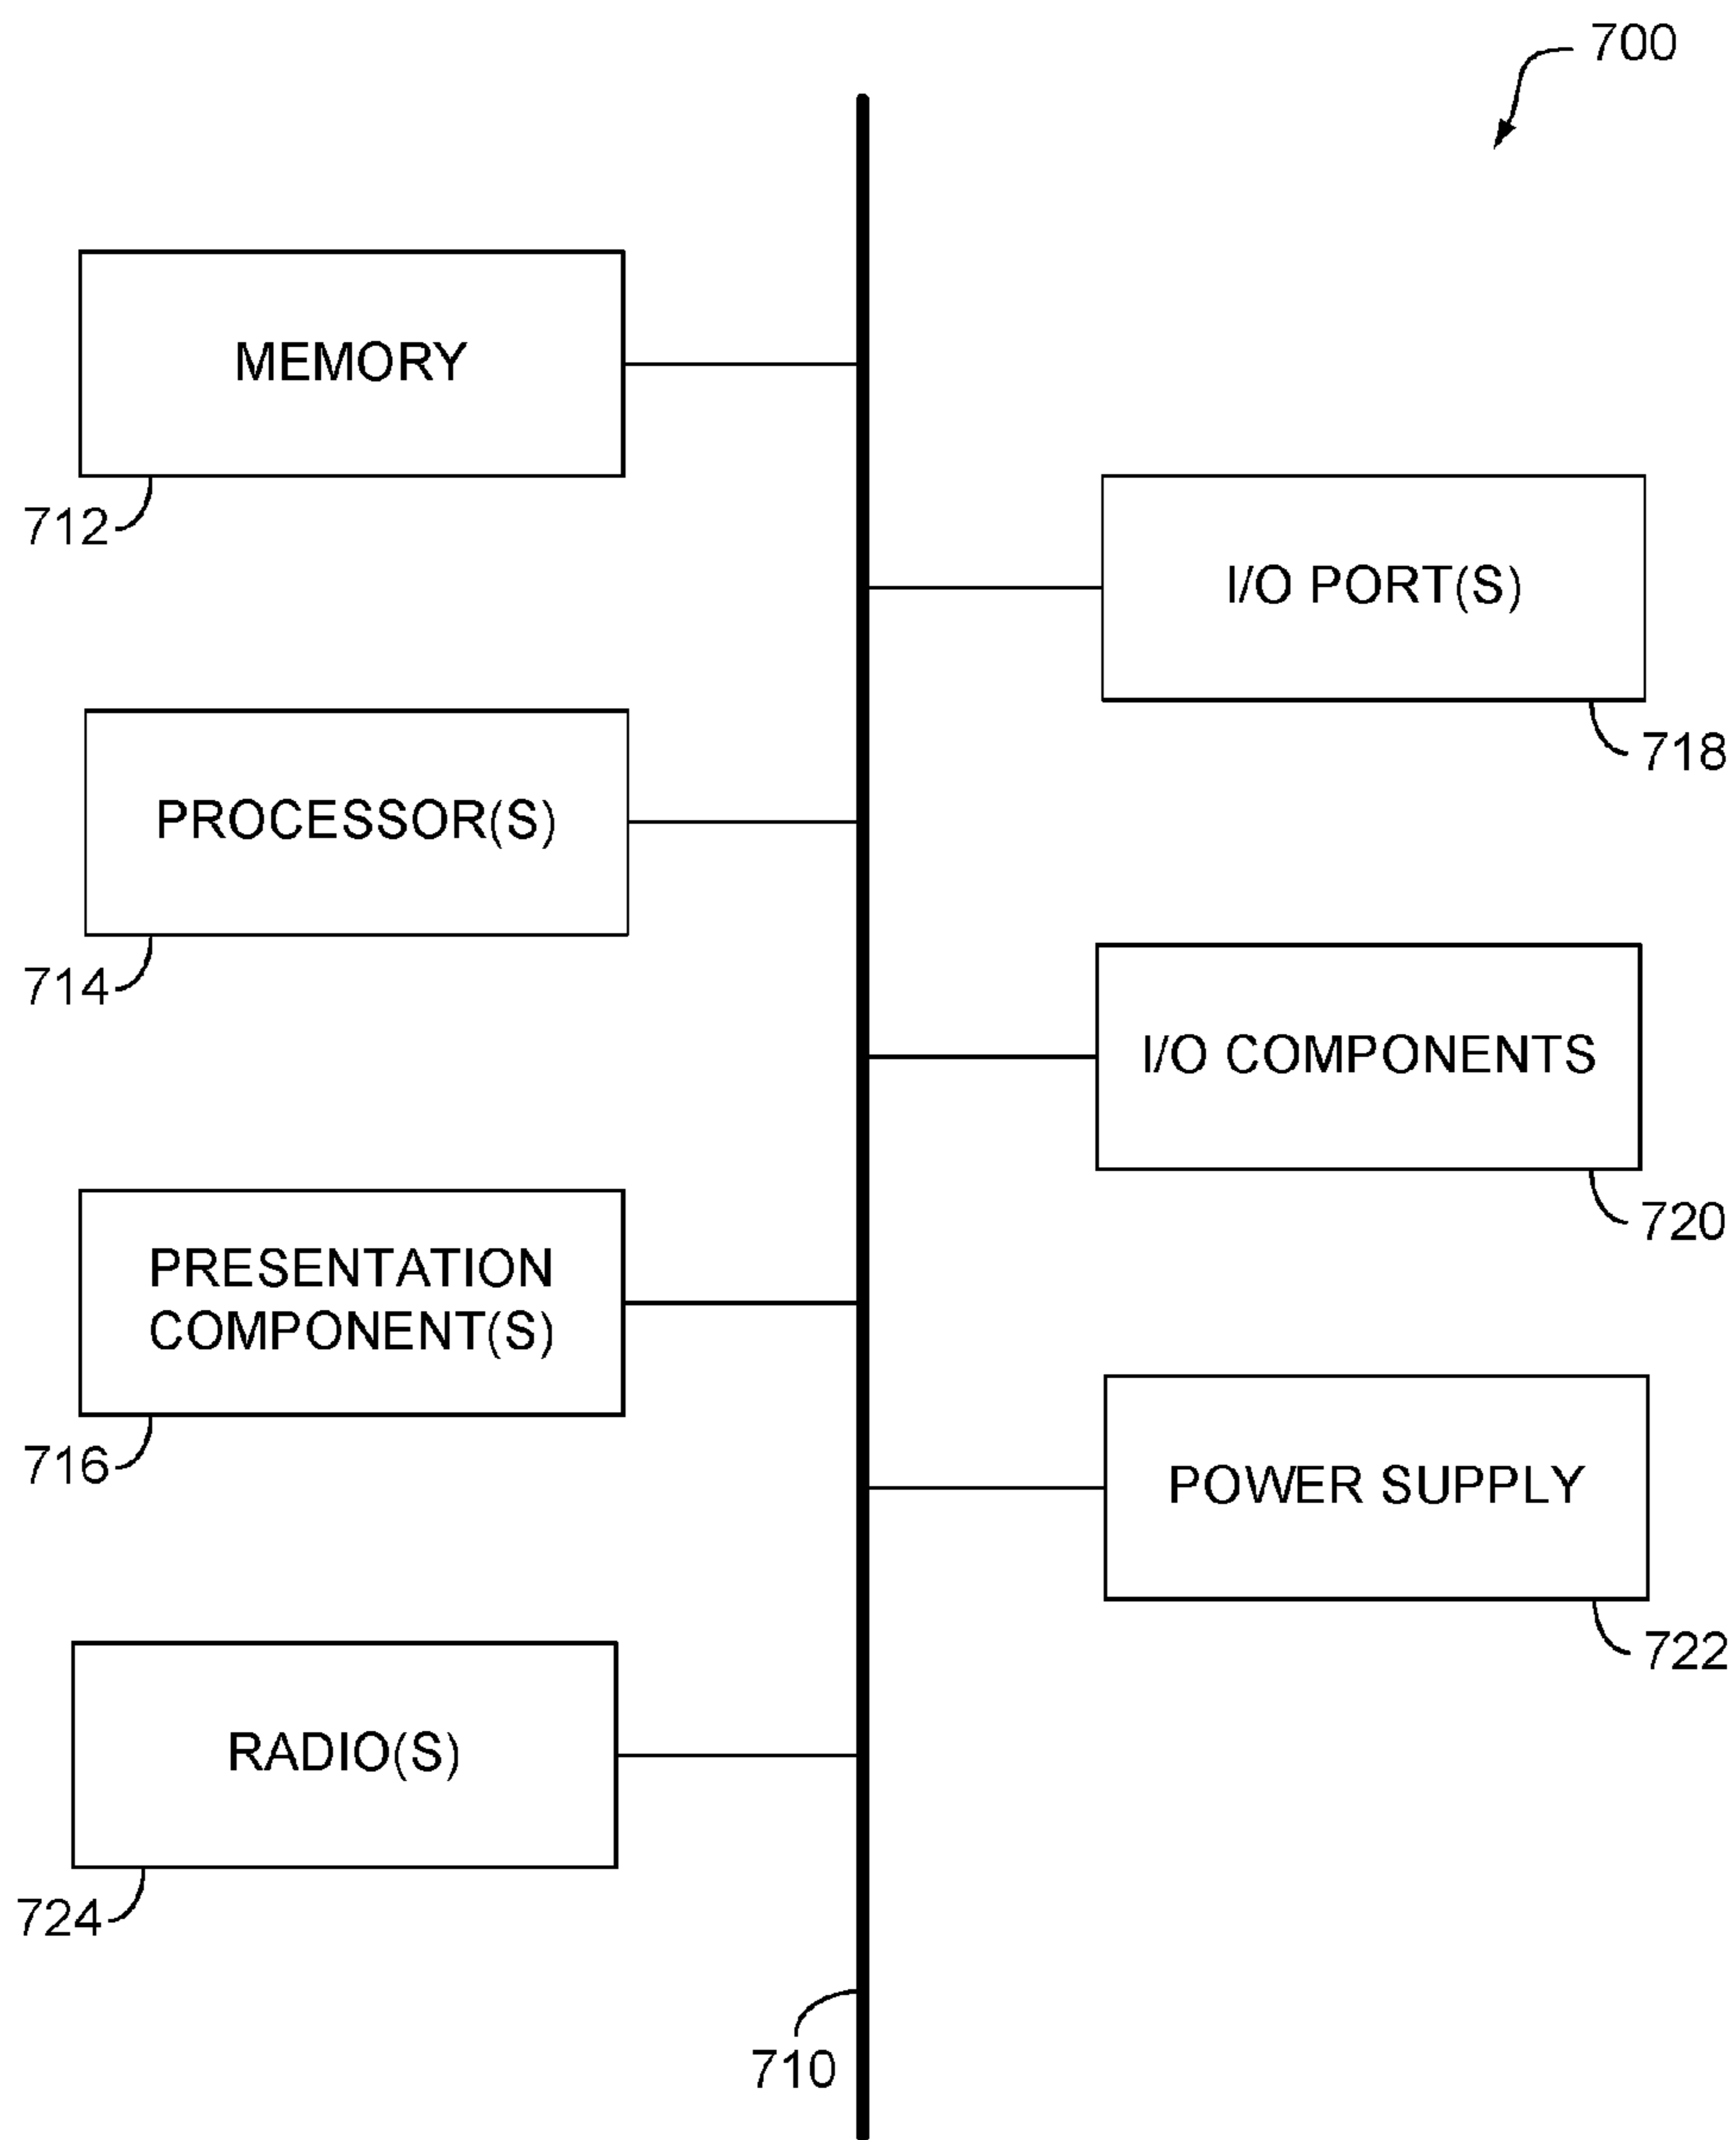 700
MEMORY
712
I/O PORT(S)
718
PROCESSOR(S)
714
I/O COMPONENTS
720
PRESENTATION
COMPONENT(S)
716
POWER SUPPLY
722
RADIO(S)
724
710